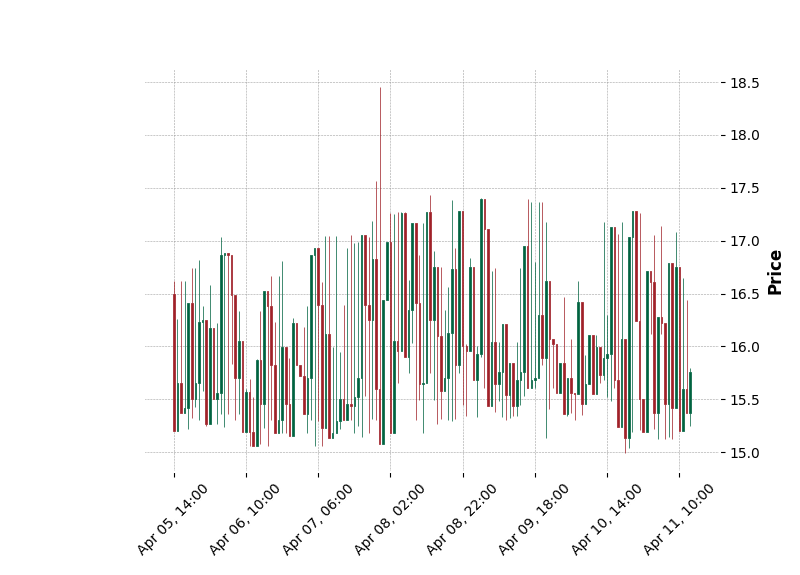 18.5
18.0
17.5
17.0
16.5
16.0
15.5
15.0
Price
Apr 05, 14:00
Apr 06, 10:00
Apr 07, 06:00
Apr 08, 02:00
Apr 08, 22:00
Apr 09, 18:00
Apr 10, 14:00
Apr 11, 10:00